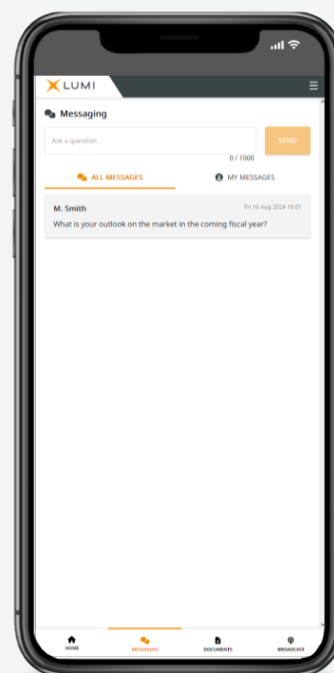 LUMI
Messaging
Ask a question
SEND
0 / 1000
ALL MESSAGES
MY MESSAGES
M. Smith
Fri 16 Aug 2024 16:01
What is your outlook on the market in the coming fiscal year?
HOME
MESSAGING
DOCUMENTS
BROADCAST